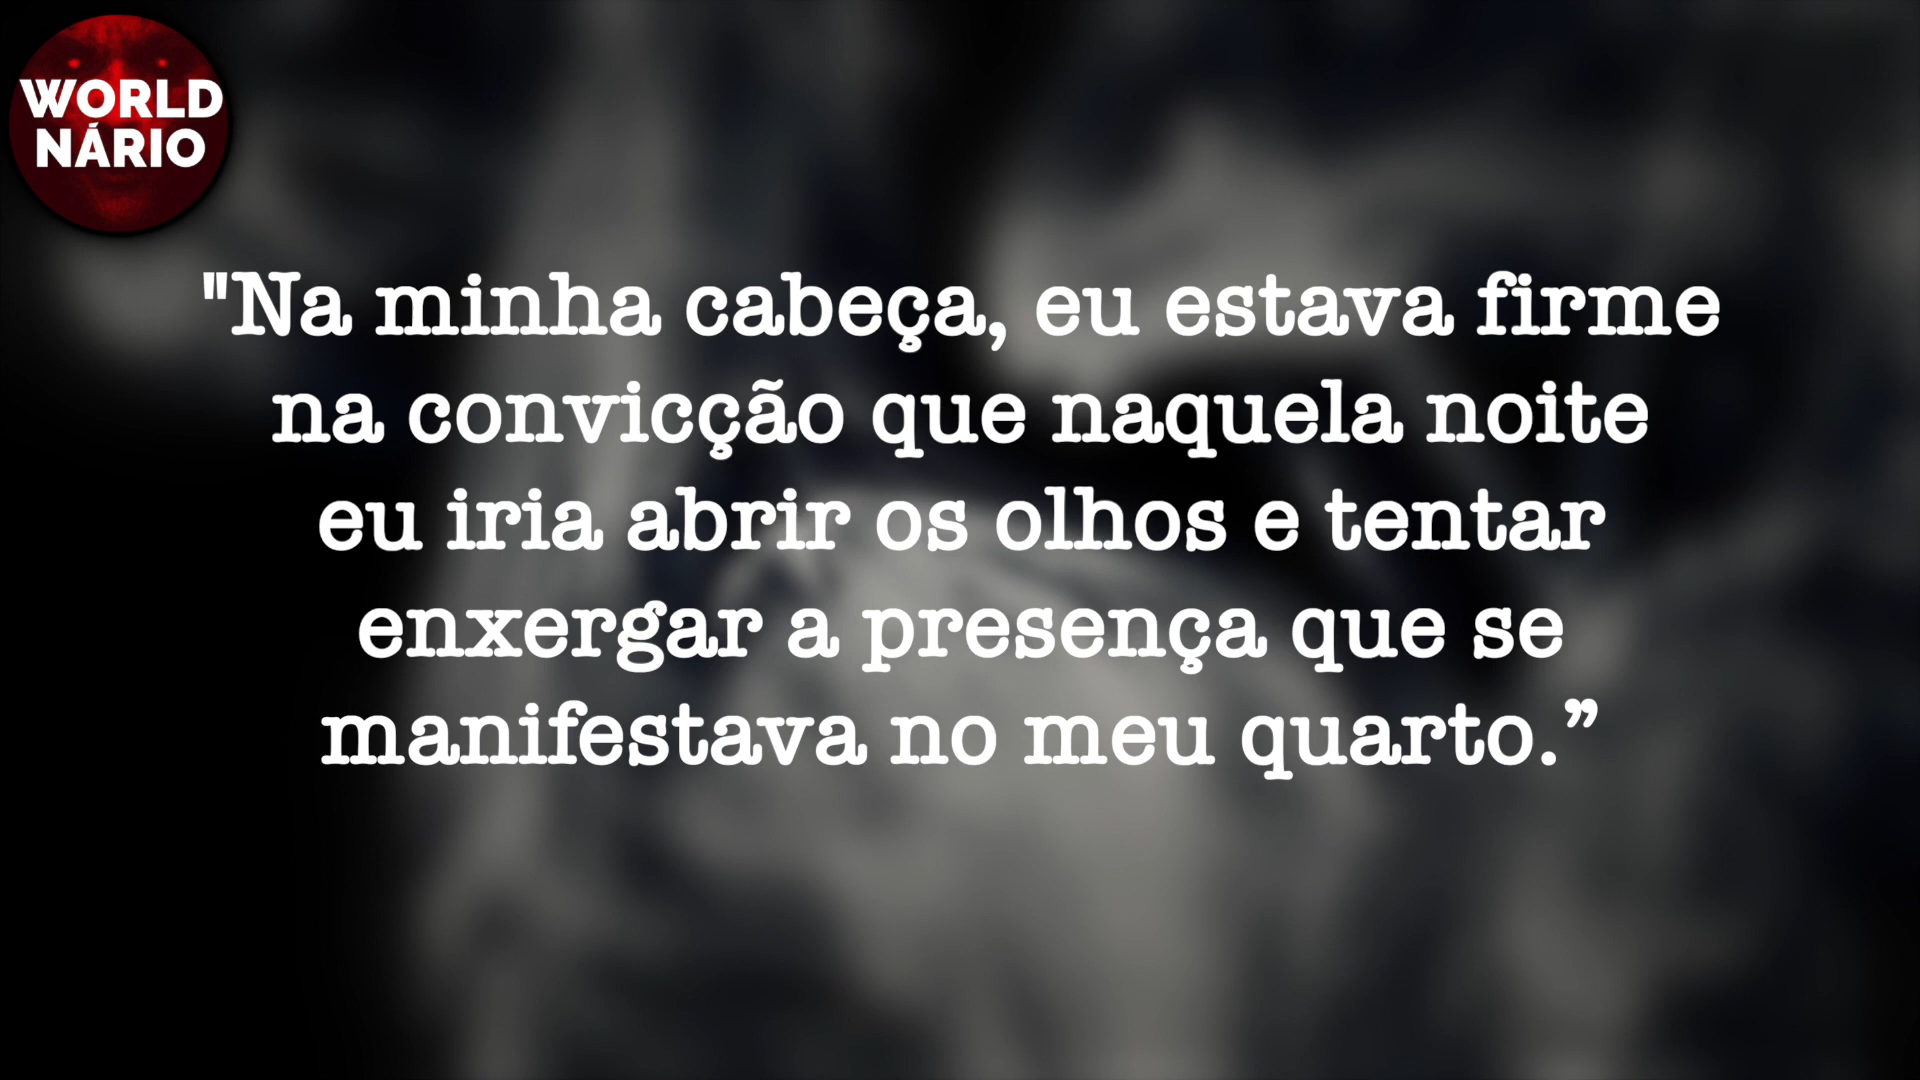 WORLD
NÁRIO
"Na minha cabeça, eu estava firme
na convicção que naquela noite
eu iria abrir os olhos e tentar
enxergar a presença que se
manifestava no meu quarto.”